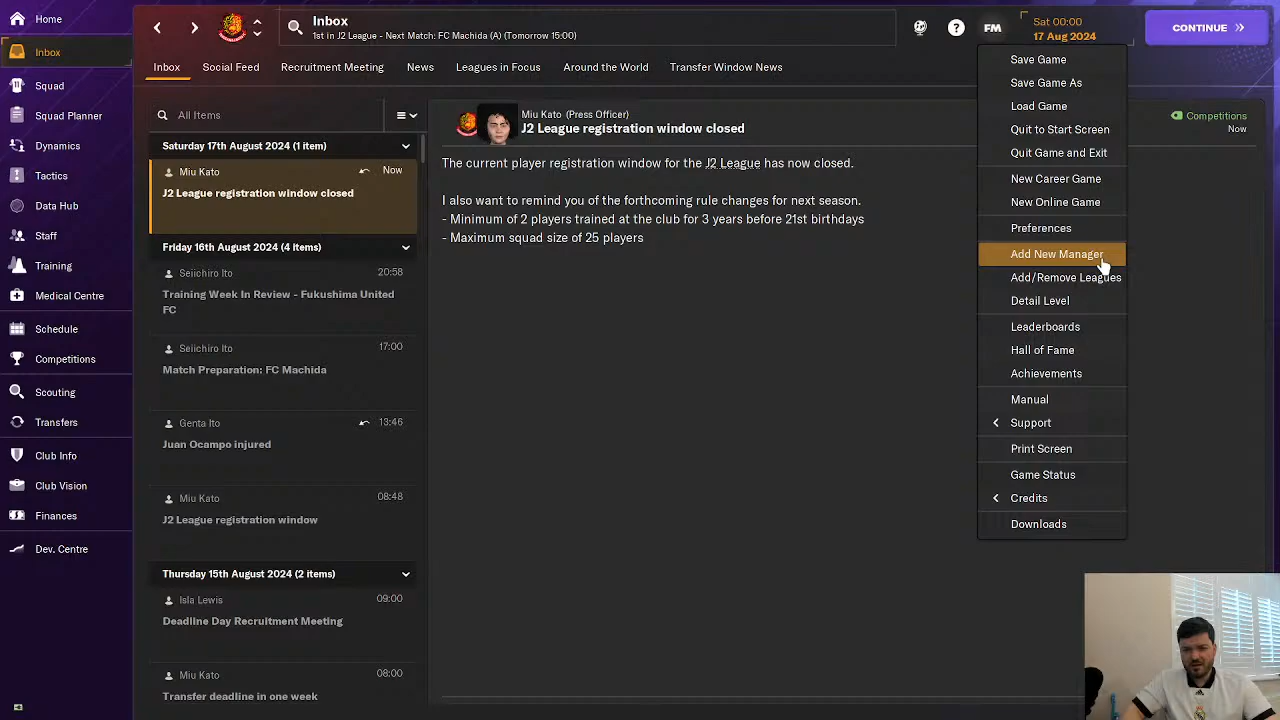 Home
Inbox
Squad
Squad Planner
Dynamics
Tactics
Data Hub
Staff
Training
Medical Centre
Schedule
Competitions
Scouting
Transfers
Club Info
Club Vision
Finances
Dev. Centre
Inbox
1st in J2 League - Next Match: FC Machida (A) (Tomorrow 15:00)
FM
Sat 00:00
17 Aug 2024
CONTINUE
Inbox
Social Feed
Recruitment Meeting
News
Leagues in Focus
Around the World
Transfer Window News
All Items
Saturday 17th August 2024 (1 item)
Miu Kato
Now
J2 League registration window closed
Friday 16th August 2024 (4 items)
Seiichiro Ito
20:58
Training Week In Review - Fukushima United
FC
Seiichiro Ito
17:00
Match Preparation: FC Machida
Genta Ito
13:46
Juan Ocampo injured
Miu Kato
08:48
J2 League registration window
Thursday 15th August 2024 (2 items)
Isla Lewis
09:00
Deadline Day Recruitment Meeting
Miu Kato
08:00
Transfer deadline in one week
Miu Kato (Press Officer)
J2 League registration window closed
Competitions
Now
The current player registration window for the J2 League has now closed.
I also want to remind you of the forthcoming rule changes for next season.
- Minimum of 2 players trained at the club for 3 years before 21st birthdays
- Maximum squad size of 25 players
Save Game
Save Game As
Load Game
Quit to Start Screen
Quit Game and Exit
New Career Game
New Online Game
Preferences
Add New Manager
Add/Remove Leagues
Detail Level
Leaderboards
Hall of Fame
Achievements
Manual
Support
Print Screen
Game Status
Credits
Downloads